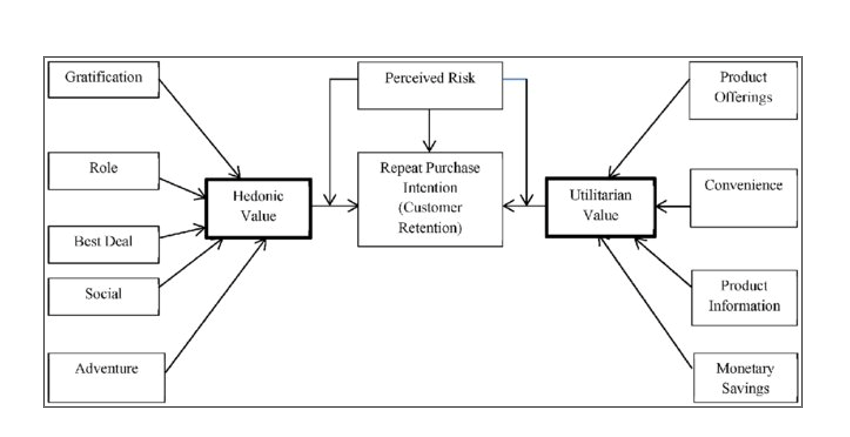 Gratification
Role
Best Deal
Social
Adventure
Hedonic
Value
Perceived Risk
Repeat Purchase
Intention
(Customer
Retention)
Utilitarian
Value
Product
Offerings
Convenience
Product
Information
Monetary
Savings